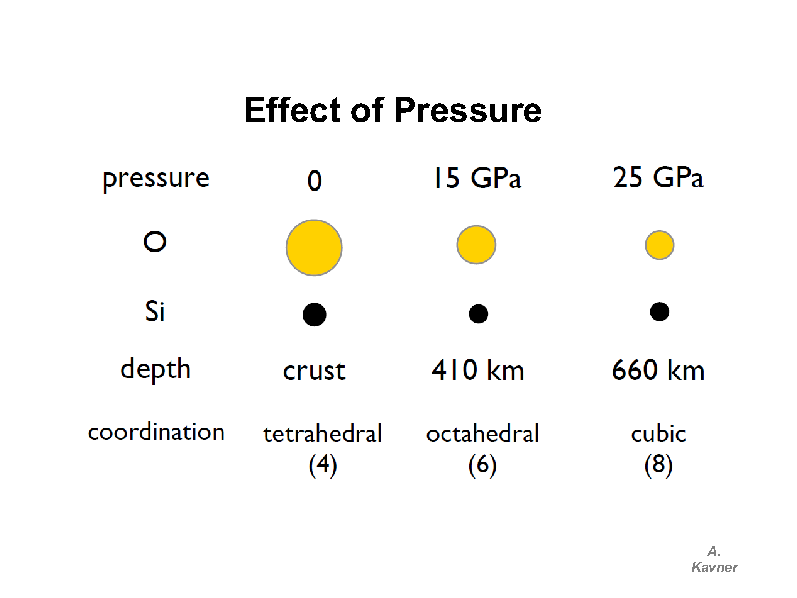 Effect of Pressure
pressure 0 15 GPa 25 GPa
O
Si
depth crust 410 km 660 km
coordination tetrahedral octahedral cubic
(4) (6) (8)
A.
Kavner